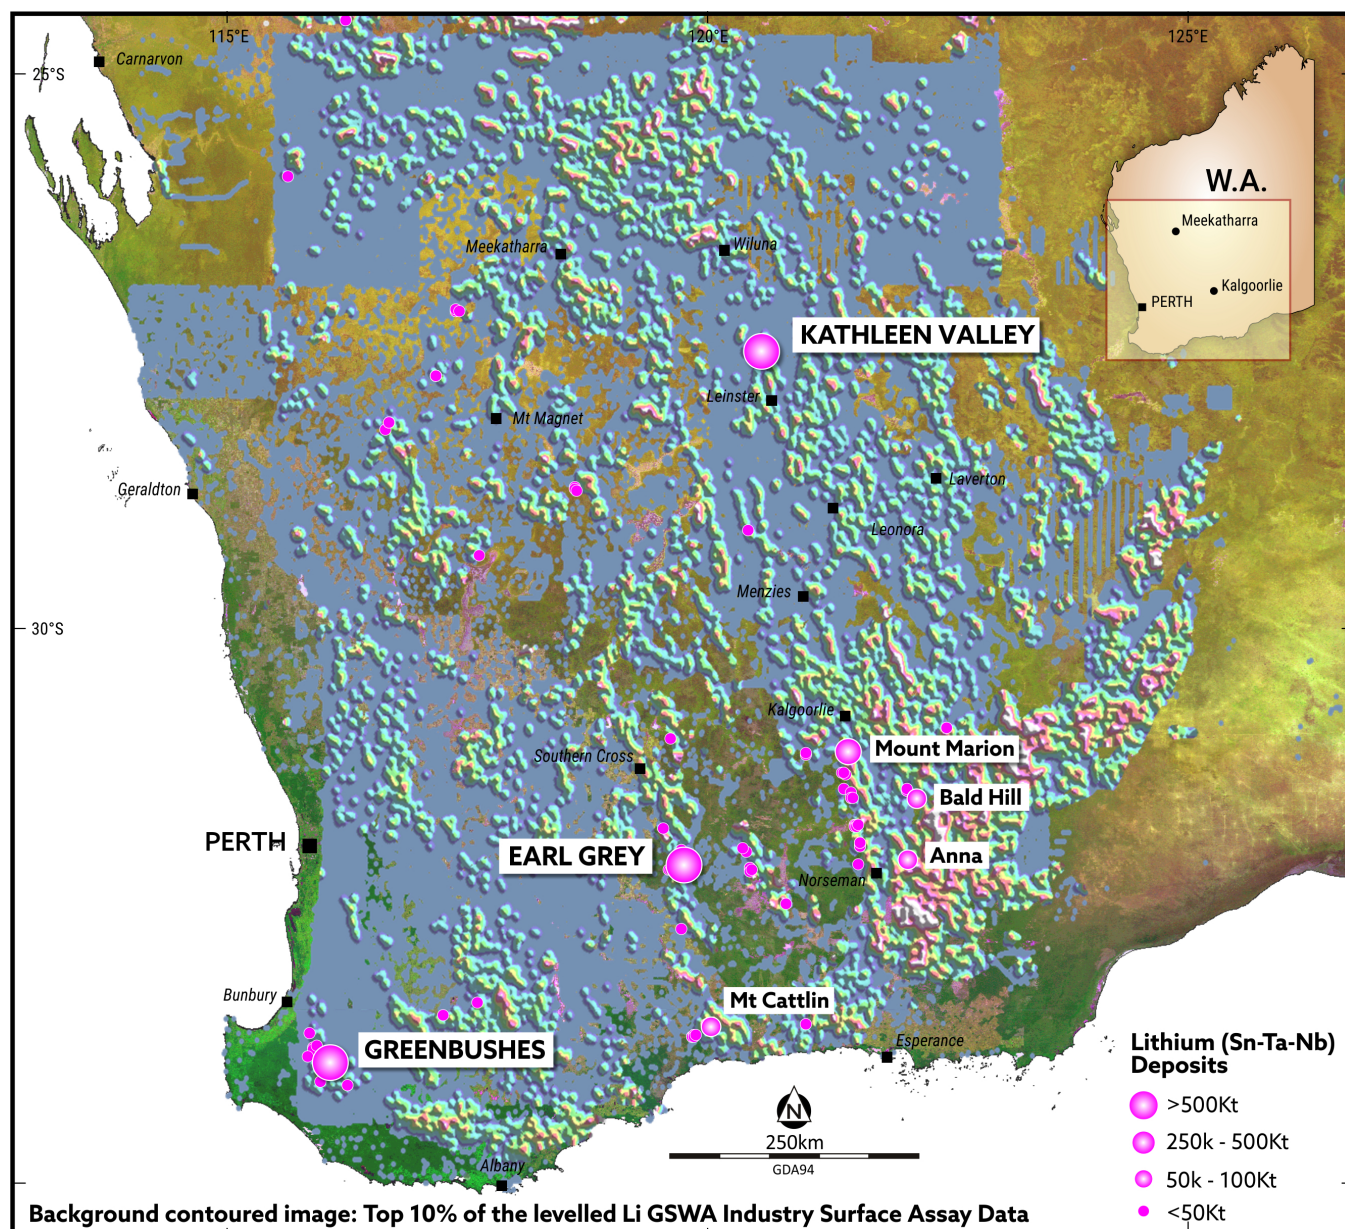 115°E
120°E
125°E
Carnarvon
25°S
W.A.
Meekatharra
Kalgoorlie
PERTH
Meekatharra
Wiluna
KATHLEEN VALLEY
Leinster
Mt Magnet
Geraldton
Laverton
Leonora
Menzies
30°S
Kalgoorlie
Mount Marion
Southern Cross
Bald Hill
PERTH
EARL GREY
Anna
Norseman
Bunbury
Mt Cattlin
GREENBUSHES
Esperance
Lithium (Sn-Ta-Nb)
Deposits
>500Kt
250k - 500Kt
50k - 100Kt
<50Kt
N
250km
GDA94
Albany
Background contoured image: Top 10% of the levelled Li GSWA Industry Surface Assay Data